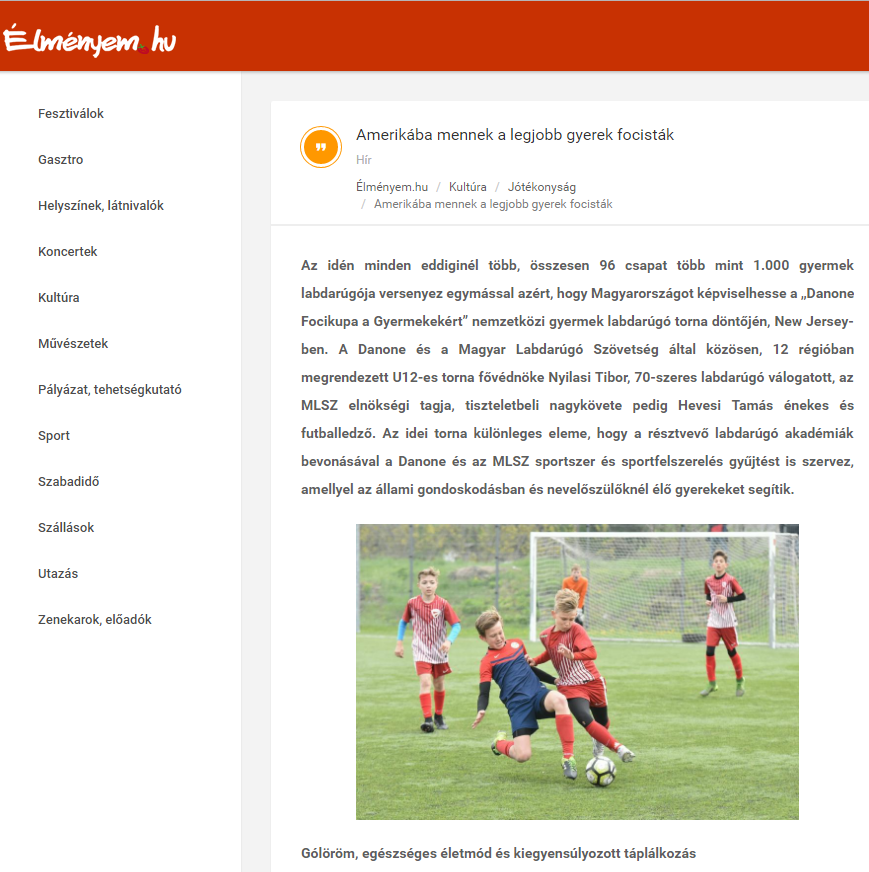 Élményem.hu
Fesztiválok
Gasztro
Helyszínek, látnivalók
Koncertek
Kultúra
Művészetek
Pályázat, tehetségkutató
Sport
Szabadidő
Szállások
Utazás
Zenekarok, előadók
Amerikába mennek a legjobb gyerek focisták
Hír
Élményem.hu / Kultúra / Jótékonyság
/ Amerikába mennek a legjobb gyerek focisták
Az idén minden eddiginél több, összesen 96 csapat több mint 1.000 gyermek
labdarúgója versenyez egymással azért, hogy Magyarországot képviselhesse a „Danone
Focikupa a Gyermekekért” nemzetközi gyermek labdarúgó torna döntőjén, New Jersey-
ben. A Danone és a Magyar Labdarúgó Szövetség által közösen, 12 régióban
megrendezett U12-es torna fővédnöke Nyilasi Tibor, 70-szeres labdarúgó válogatott, az
MLSZ elnökségi tagja, tiszteletbeli nagykövete pedig Hevesi Tamás énekes és
futballedző. Az idei torna különleges eleme, hogy a résztvevő labdarúgó akadémiák
bevonásával a Danone és az MLSZ sportszer és sportfelszerelés gyűjtést is szervez,
amellyel az állami gondoskodásban és nevelőszülőknél élő gyerekeket segítik.
Gólöröm, egészséges életmód és kiegyensúlyozott táplálkozás